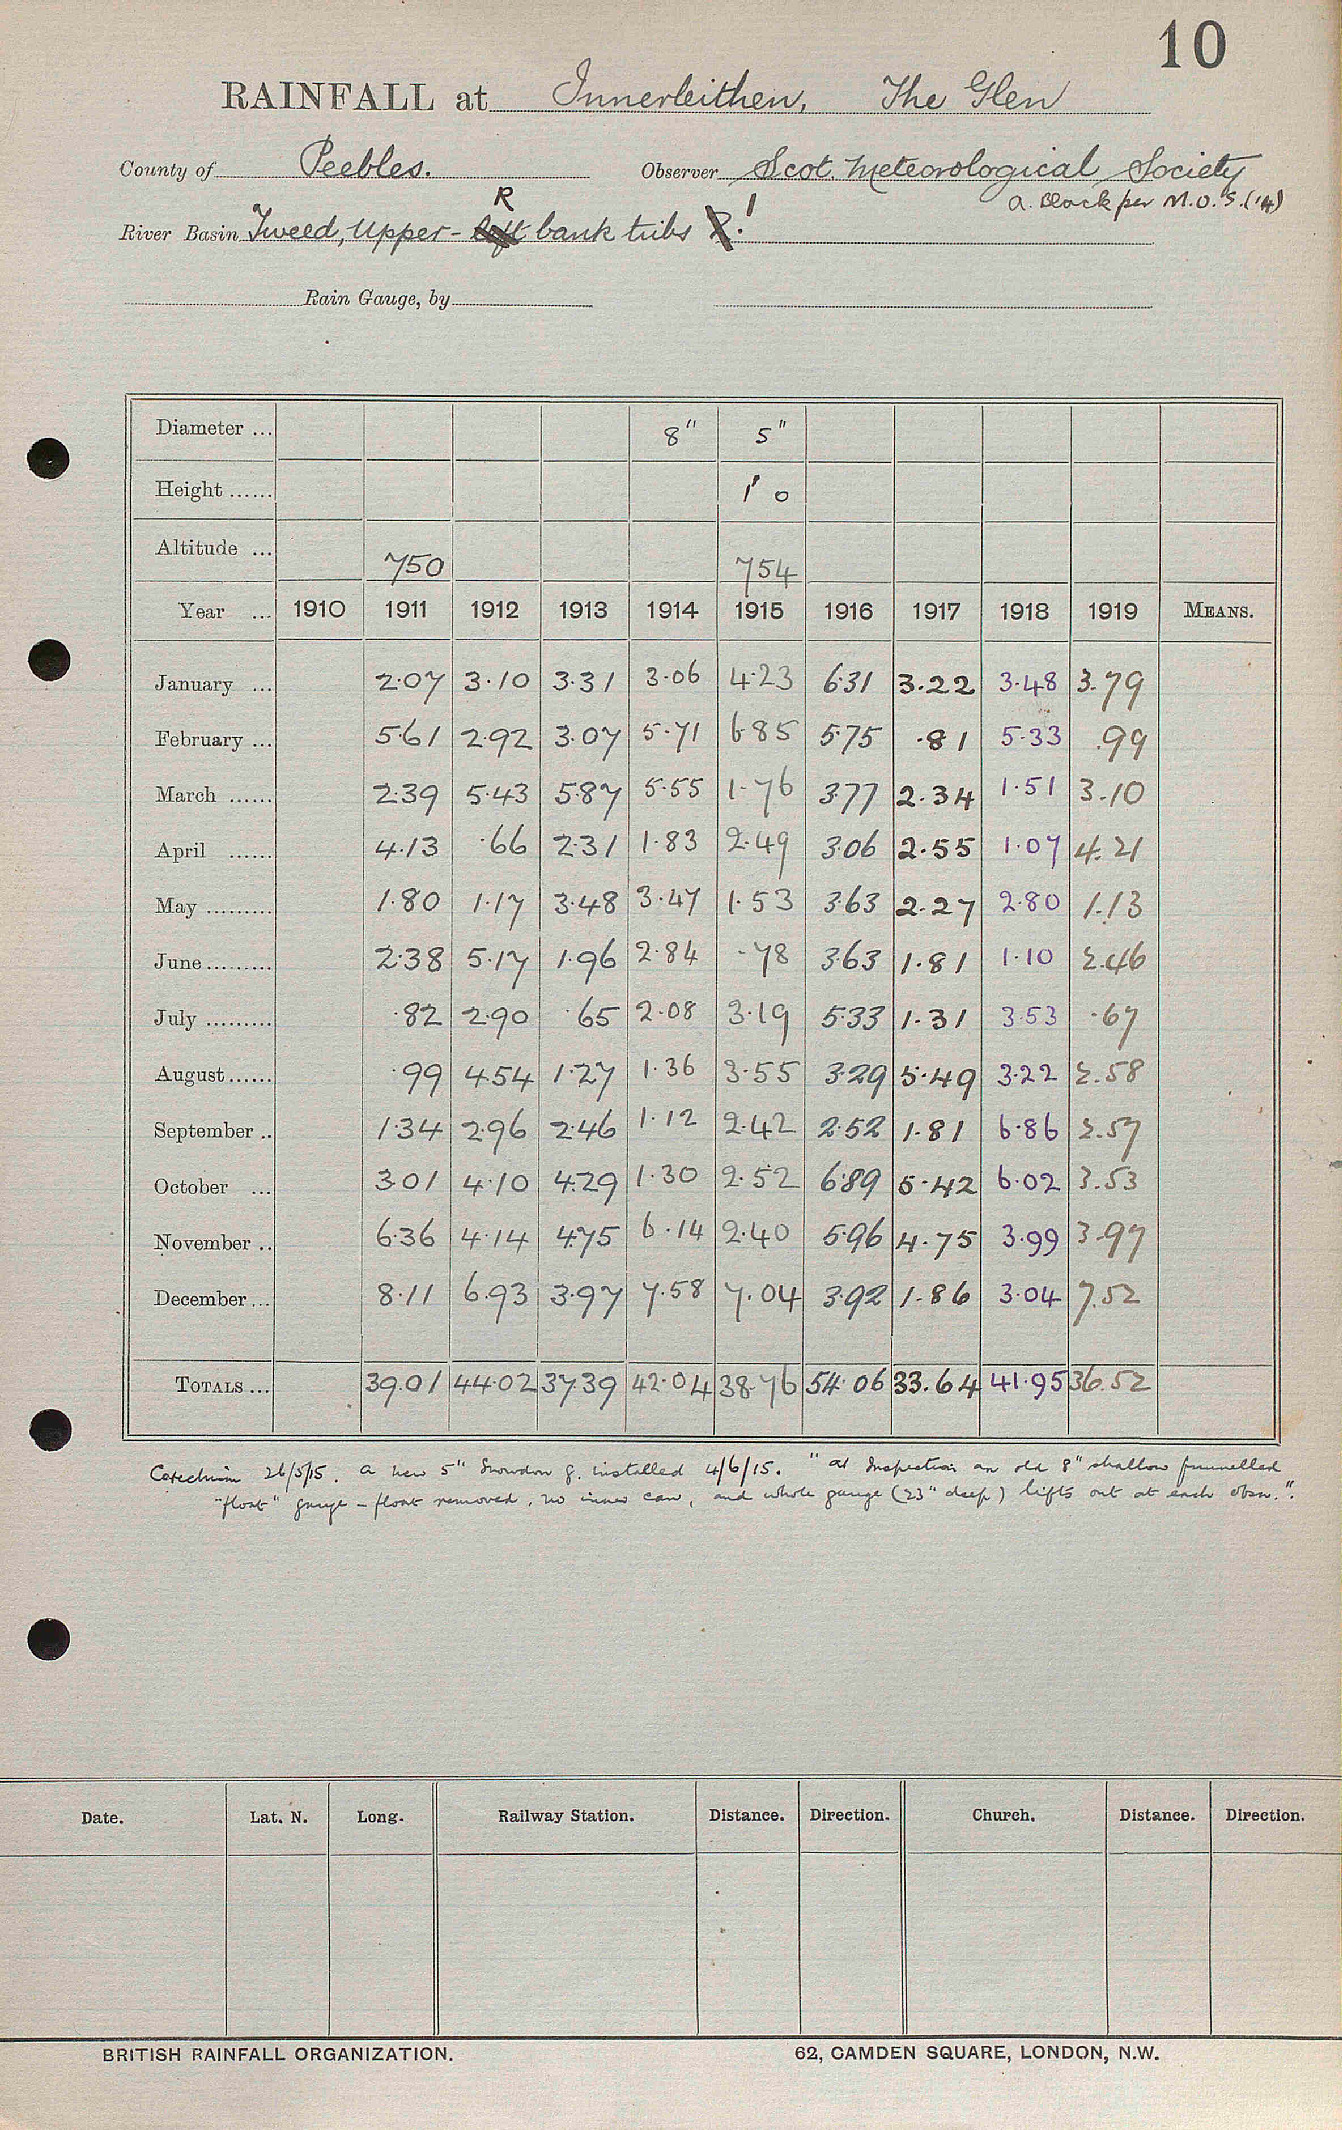 10
RAINFALL at Innerleithen, The Glen
County of Peebles. Observer Scot. Meteorological Society
R a. Black per M.O.S. (14)
River Basin Tweed, Upper - left bank tribs 2. 1
Rain Gauge, by
Diameter ... 8" 5"
Height ...... 1' 0
Altitude ... 750 754
Year ... 1910 1911 1912 1913 1914 1915 1916 1917 1918 1919 MEANS.
January ... 2.07 3.10 3.31 3.06 4.23 6.31 3.22 3.48 3.79
February ... 5.61 2.92 3.07 5.71 6.85 5.75 .81 5.33 .99
March ...... 2.39 5.43 5.87 5.55 1.76 3.77 2.34 1.51 3.10
April ...... 4.13 .66 2.31 1.83 2.49 3.06 2.55 1.07 4.21
May ......... 1.80 1.17 3.48 3.47 1.53 3.63 2.27 2.80 1.13
June ......... 2.38 5.17 1.96 2.84 .78 3.63 1.81 1.10 2.46
July ......... .82 2.90 .65 2.08 3.19 5.33 1.31 3.53 .67
August ...... .99 4.54 1.27 1.36 3.55 3.29 5.49 3.22 2.58
September .. 1.34 2.96 2.46 1.12 2.42 2.52 1.81 6.86 2.57
October ... 3.01 4.10 4.29 1.30 2.52 6.89 5.42 6.02 3.53
November .. 6.36 4.14 4.75 6.14 2.40 5.96 4.75 3.99 3.97
December ... 8.11 6.93 3.97 7.58 7.04 3.92 1.86 3.04 7.52
TOTALS ... 39.01 44.02 37.39 42.04 38.76 54.06 33.64 41.95 36.52
Catechism 26/5/15. A new 5" Snowdon g. installed 4/6/15. "At Inspection an old 8" shallow funnelled
"float" gauge - float removed, no inner can, and whole gauge (23" deep) lifts out at each obsn.".
Date. Lat. N. Long. Railway Station. Distance. Direction. Church. Distance. Direction.
BRITISH RAINFALL ORGANIZATION. 62, CAMDEN SQUARE, LONDON, N.W.